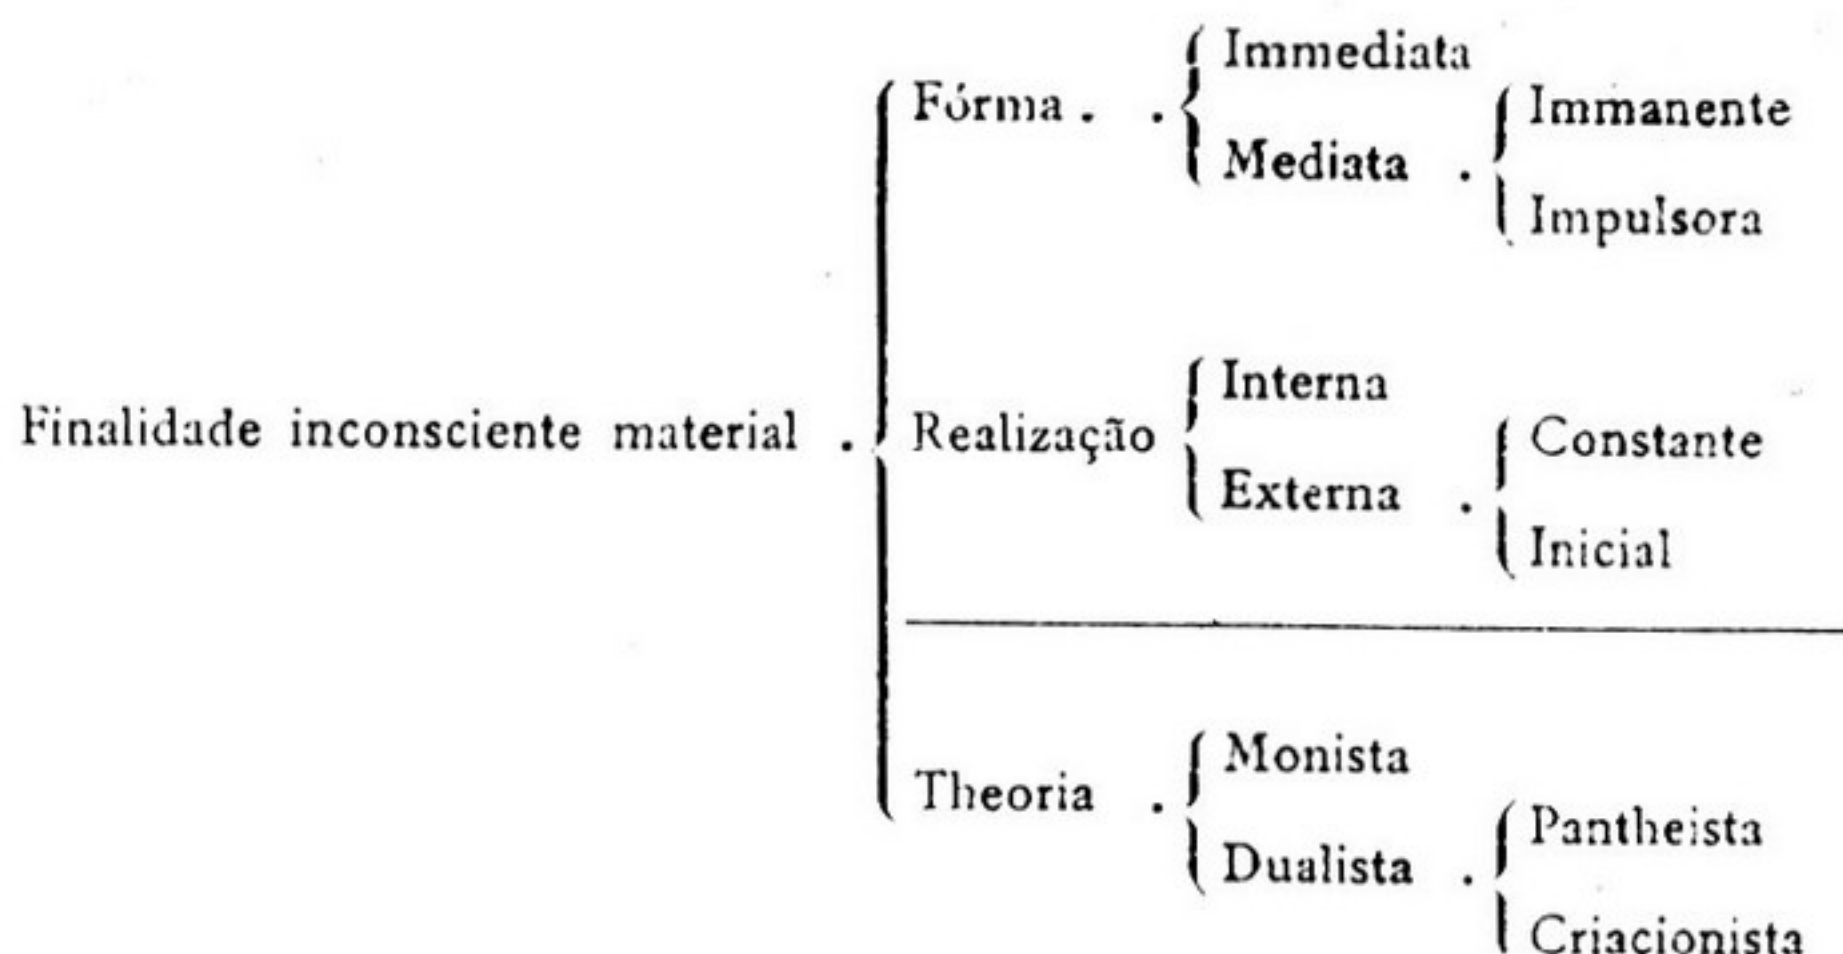 Immediata
Fórma . .
Immanente
Mediata .
Impulsora
Interna
Finalidade inconsciente material .
Realização
Constante
Externa .
Inicial
Monista
Theoria .
Pantheista
Dualista .
Criacionista